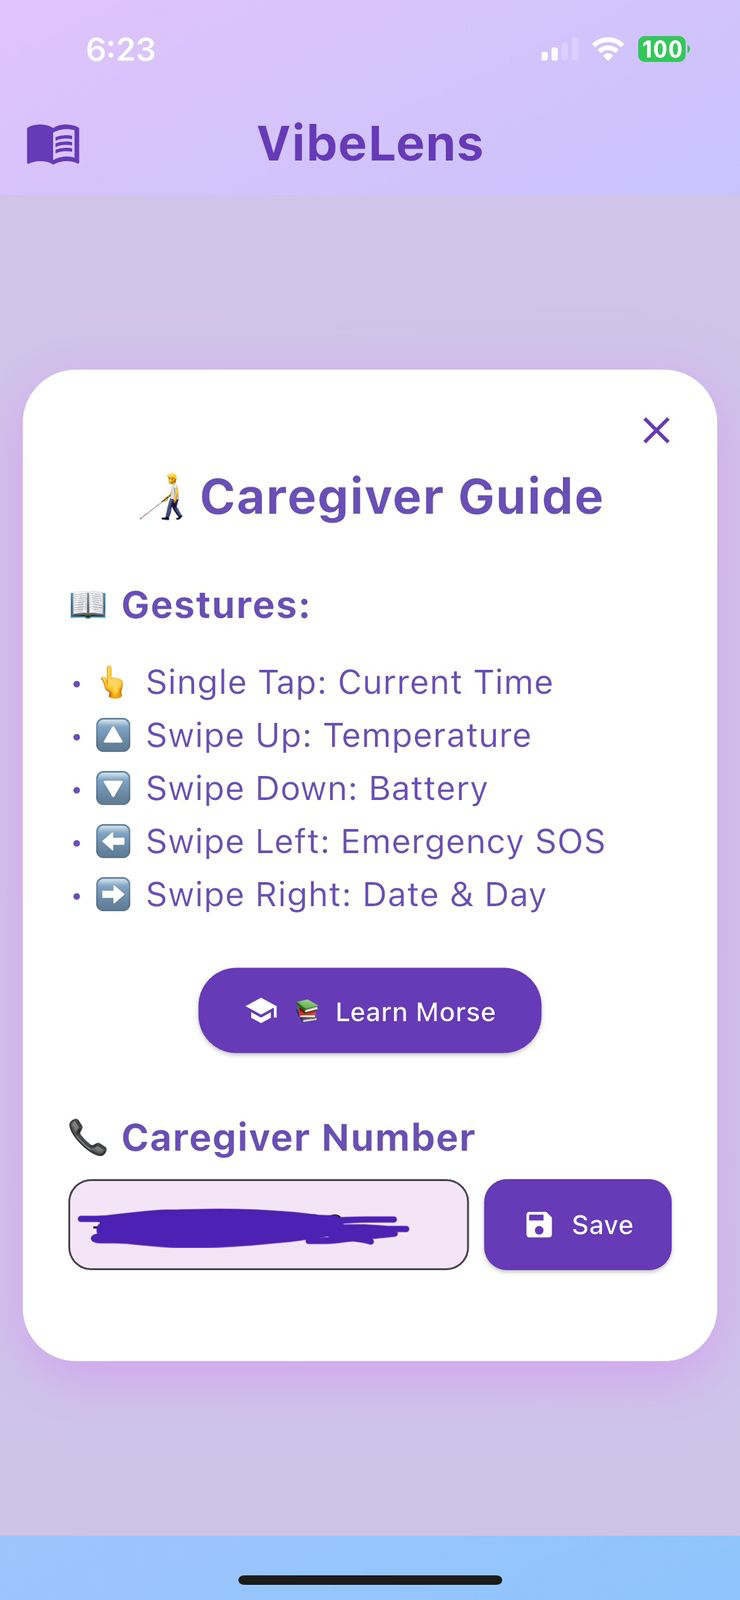 6:23
100
VibeLens
Caregiver Guide
Gestures:
• Single Tap: Current Time
• Swipe Up: Temperature
• Swipe Down: Battery
• Swipe Left: Emergency SOS
• Swipe Right: Date & Day
Learn Morse
Caregiver Number
Save